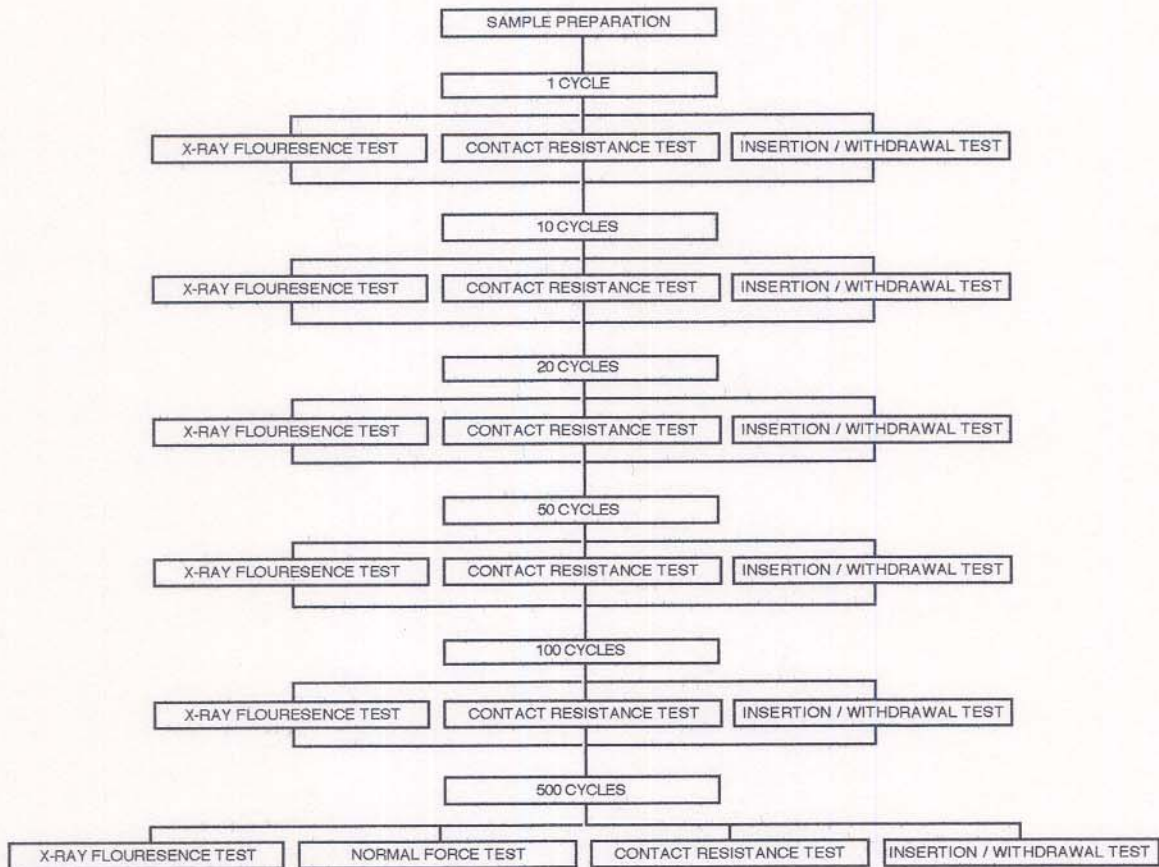 SAMPLE PREPARATION
1 CYCLE
X-RAY FLOURESENCE TEST
CONTACT RESISTANCE TEST
INSERTION / WITHDRAWAL TEST
10 CYCLES
X-RAY FLOURESENCE TEST
CONTACT RESISTANCE TEST
INSERTION / WITHDRAWAL TEST
20 CYCLES
X-RAY FLOURESENCE TEST
CONTACT RESISTANCE TEST
INSERTION / WITHDRAWAL TEST
50 CYCLES
X-RAY FLOURESENCE TEST
CONTACT RESISTANCE TEST
INSERTION / WITHDRAWAL TEST
100 CYCLES
X-RAY FLOURESENCE TEST
CONTACT RESISTANCE TEST
INSERTION / WITHDRAWAL TEST
500 CYCLES
X-RAY FLOURESENCE TEST
NORMAL FORCE TEST
CONTACT RESISTANCE TEST
INSERTION / WITHDRAWAL TEST